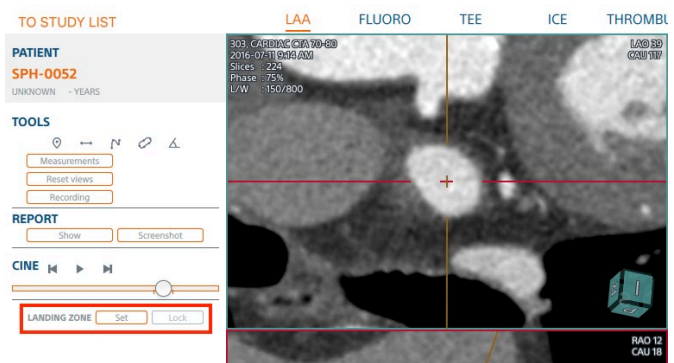 TO STUDY LIST
LAA FLUORO TEE ICE THROMBU
PATIENT
SPH-0052
UNKNOWN - YEARS
TOOLS
Measurements
Reset views
Recording
REPORT
Show Screenshot
CINE
LANDING ZONE Set Lock
303, CARDIAC CTA 70-80
2016-07-11 9:14 AM
Slices : 224
Phase : 75%
L/W : 150/800
LAO 39
CAU 117
RAO 12
CAU 18